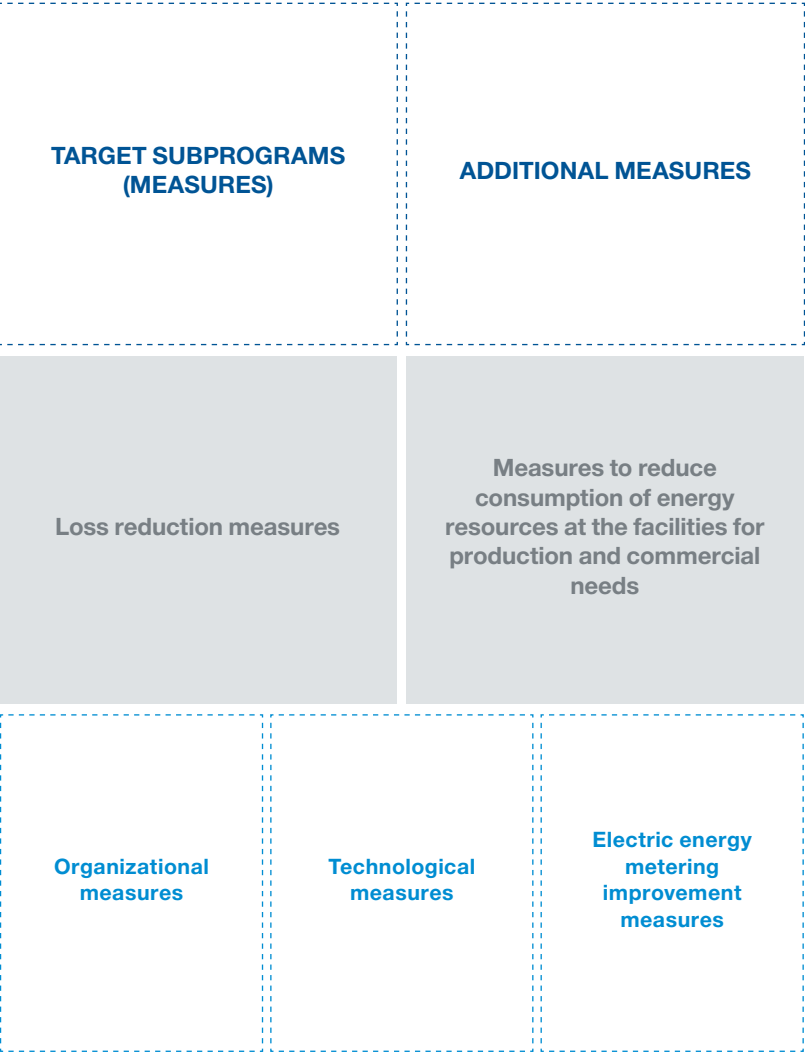 TARGET SUBPROGRAMS
(MEASURES)
ADDITIONAL MEASURES
Loss reduction measures
Measures to reduce
consumption of energy
resources at the facilities for
production and commercial
needs
Organizational
measures
Technological
measures
Electric energy
metering
improvement
measures